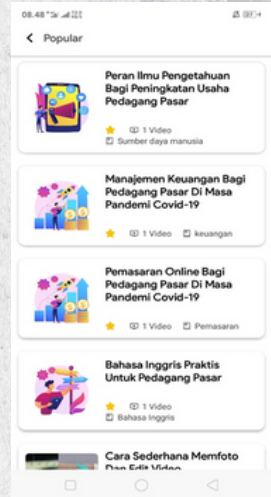 08.48
Popular
Peran Ilmu Pengetahuan
Bagi Peningkatan Usaha
Pedagang Pasar
1 Video
Sumber daya manusia
Manajemen Keuangan Bagi
Pedagang Pasar Di Masa
Pandemi Covid-19
1 Video keuangan
Pemasaran Online Bagi
Pedagang Pasar Di Masa
Pandemi Covid-19
1 Video Pemasaran
Bahasa Inggris Praktis
Untuk Pedagang Pasar
1 Video
Bahasa Inggris
Cara Sederhana Memfoto
Dan Edit Video